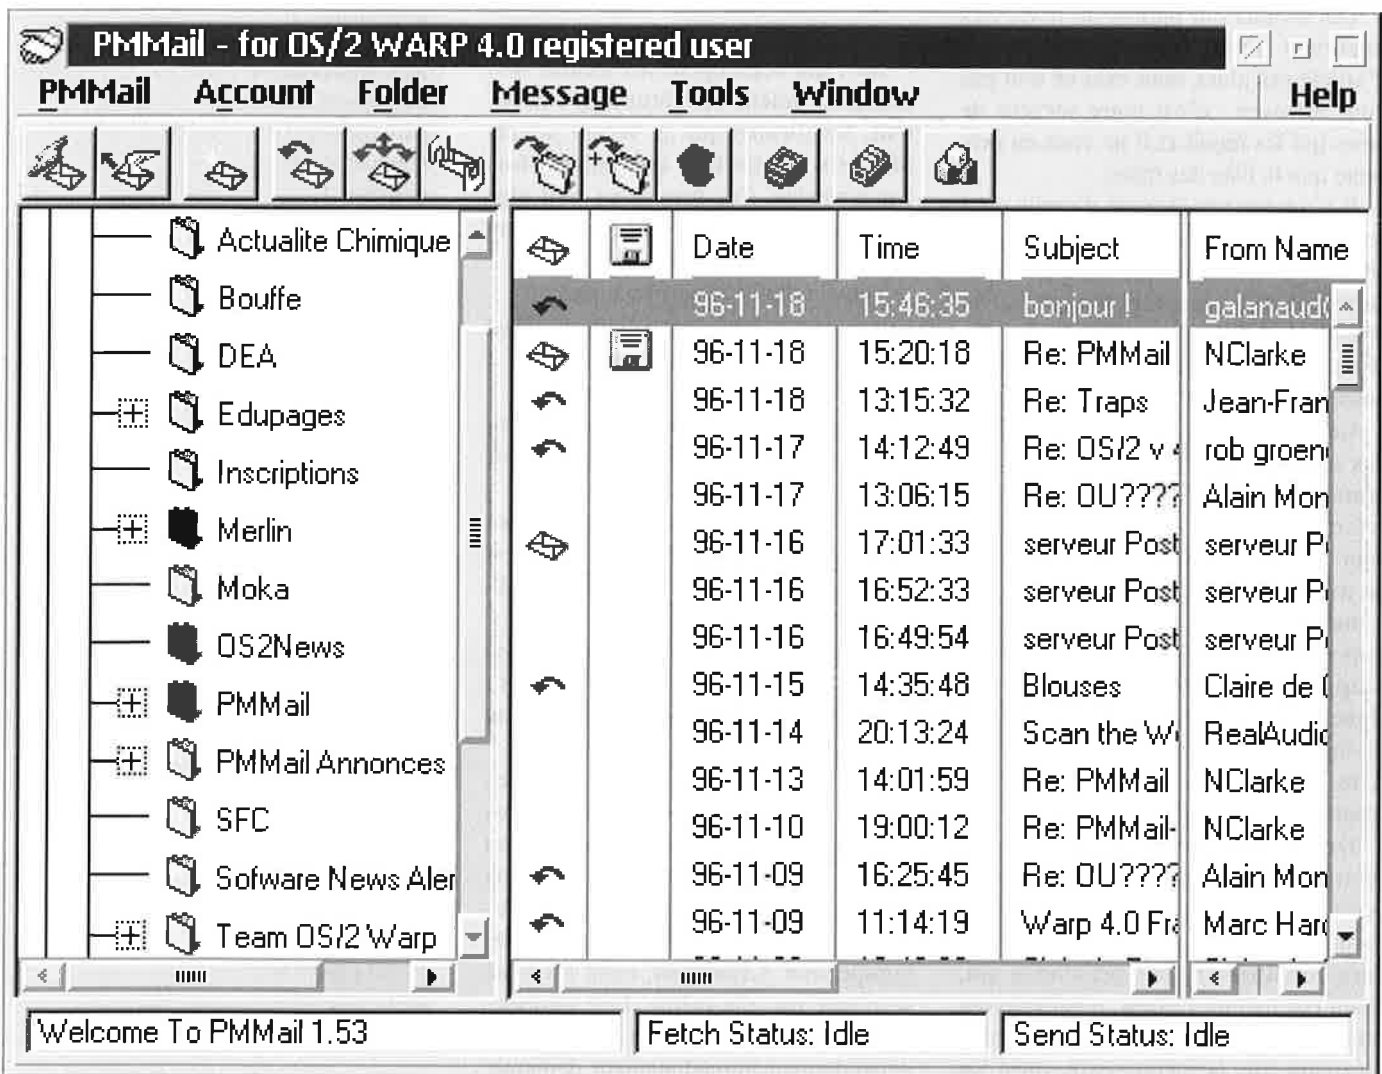 PMMail - for OS/2 WARP 4.0 registered user
PMMail Account Folder Message Tools Window Help
Actualite Chimique
Bouffe
DEA
Edupages
Inscriptions
Merlin
Moka
OS2News
PMMail
PMMail Annonces
SFC
Sofware News Aler
Team OS/2 Warp
Date Time Subject From Name
96-11-18 15:46:35 bonjour ! galanaud
96-11-18 15:20:18 Re: PMMail NClarke
96-11-18 13:15:32 Re: Traps Jean-Fran
96-11-17 14:12:49 Re: OS/2 v rob groen
96-11-17 13:06:15 Re: OU???? Alain Mon
96-11-16 17:01:33 serveur Post serveur P
96-11-16 16:52:33 serveur Post serveur P
96-11-16 16:49:54 serveur Post serveur P
96-11-15 14:35:48 Blouses Claire de
96-11-14 20:13:24 Scan the W RealAudio
96-11-13 14:01:59 Re: PMMail NClarke
96-11-10 19:00:12 Re: PMMail- NClarke
96-11-09 16:25:45 Re: OU???? Alain Mon
96-11-09 11:14:19 Warp 4.0 Fra Marc Hard
Welcome To PMMail 1.53
Fetch Status: Idle
Send Status: Idle